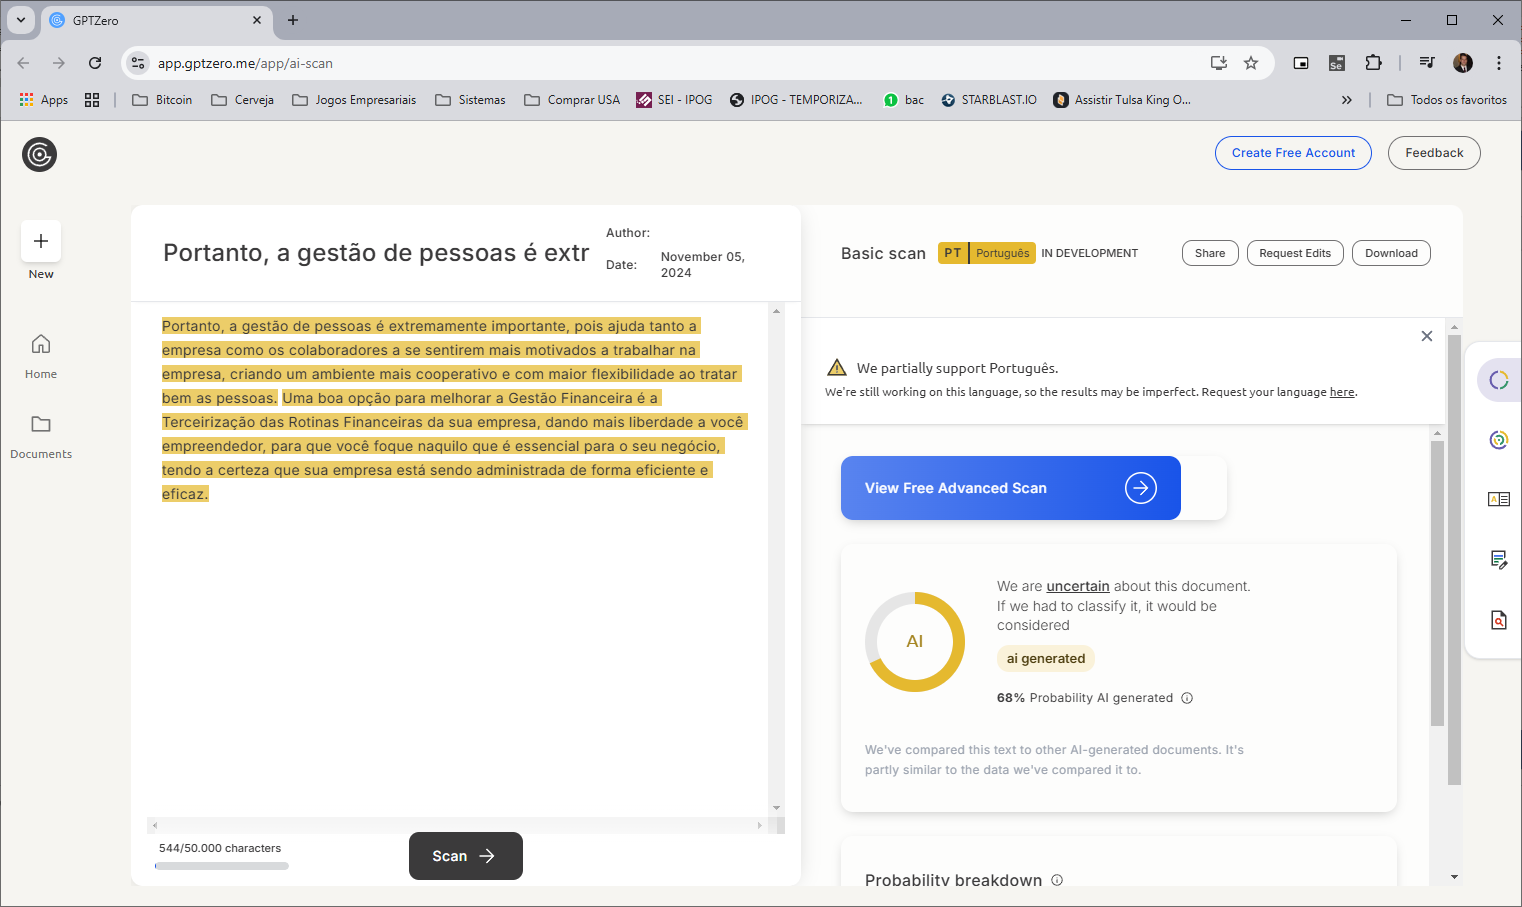 GPTZero
app.gptzero.me/app/ai-scan
Se
Apps
Bitcoin
Cerveja
Jogos Empresariais
Sistemas
Comprar USA
SEI - IPOG
IPOG - TEMPORIZA...
1
bac
STARBLAST.IO
Assistir Tulsa King O...
»
Todos os favoritos
Create Free Account
Feedback
New
Home
Documents
Portanto, a gestão de pessoas é extr
Author:
Date:
November 05,
2024
Portanto, a gestão de pessoas é extremamente importante, pois ajuda tanto a
empresa como os colaboradores a se sentirem mais motivados a trabalhar na
empresa, criando um ambiente mais cooperativo e com maior flexibilidade ao tratar
bem as pessoas. Uma boa opção para melhorar a Gestão Financeira é a
Terceirização das Rotinas Financeiras da sua empresa, dando mais liberdade a você
empreendedor, para que você foque naquilo que é essencial para o seu negócio,
tendo a certeza que sua empresa está sendo administrada de forma eficiente e
eficaz.
544/50.000 characters
Scan
Basic scan
PT Português IN DEVELOPMENT
Share
Request Edits
Download
We partially support Português.
We're still working on this language, so the results may be imperfect. Request your language here.
View Free Advanced Scan
AI
We are uncertain about this document.
If we had to classify it, it would be
considered
ai generated
68% Probability AI generated
We've compared this text to other AI-generated documents. It's
partly similar to the data we've compared it to.
Probability breakdown
A